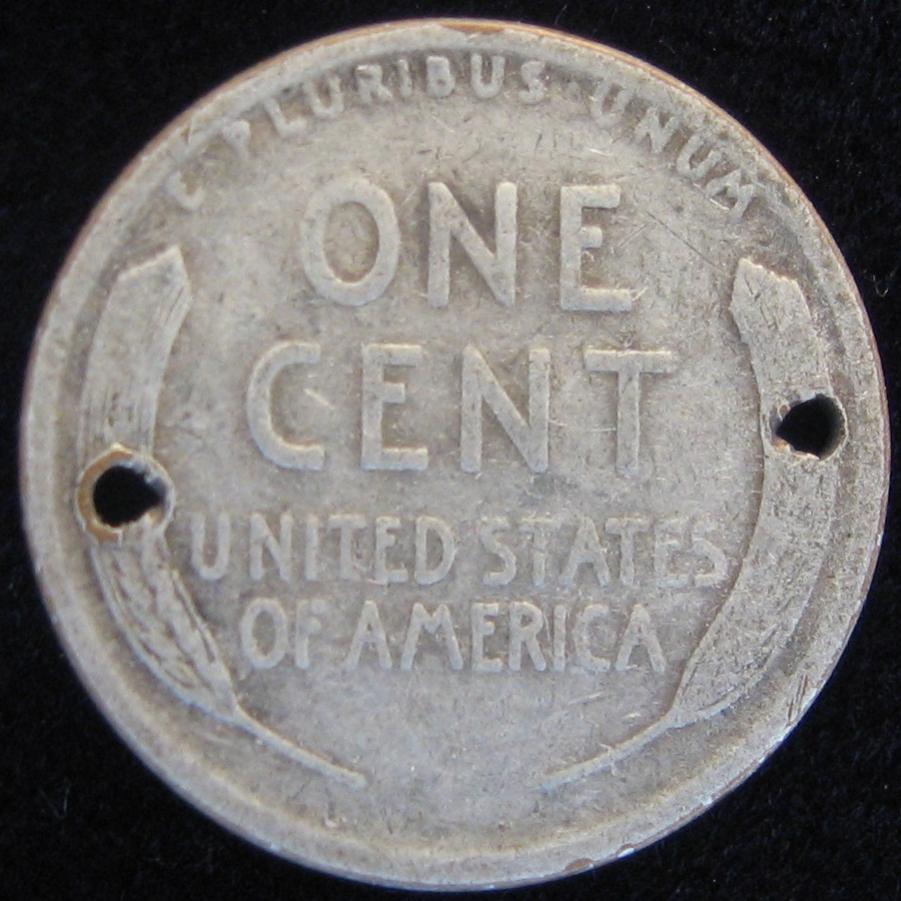 E·PLURIBUS·UNUM
ONE
CENT
UNITED STATES
OF AMERICA